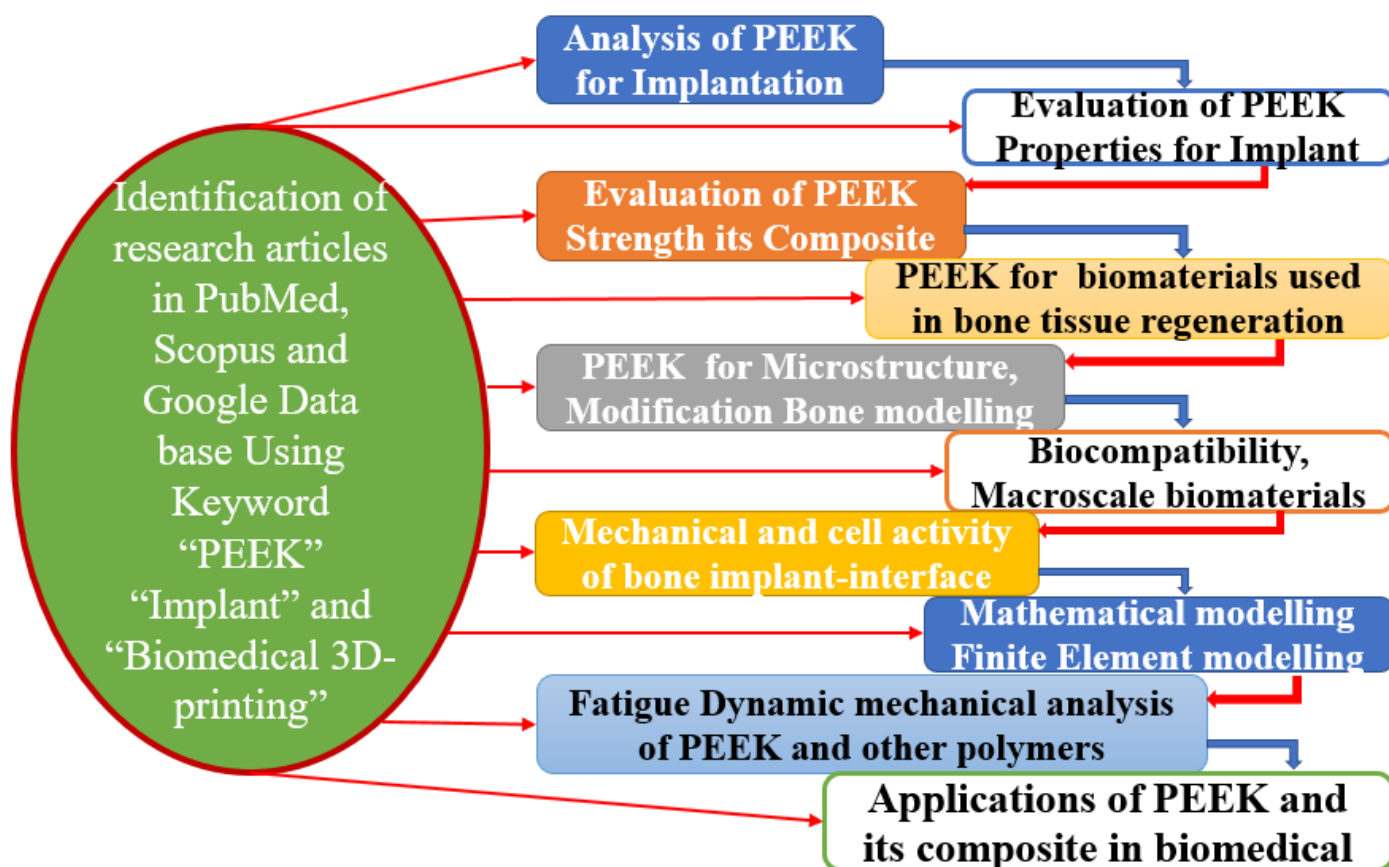 Identification of
research articles
in PubMed,
Scopus and
Google Data
base Using
Keyword
“PEEK”
“Implant” and
“Biomedical 3D-
printing”
Analysis of PEEK
for Implantation
Evaluation of PEEK
Properties for Implant
Evaluation of PEEK
Strength its Composite
PEEK for biomaterials used
in bone tissue regeneration
PEEK for Microstructure,
Modification Bone modelling
Biocompatibility,
Macroscale biomaterials
Mechanical and cell activity
of bone implant-interface
Mathematical modelling
Finite Element modelling
Fatigue Dynamic mechanical analysis
of PEEK and other polymers
Applications of PEEK and
its composite in biomedical